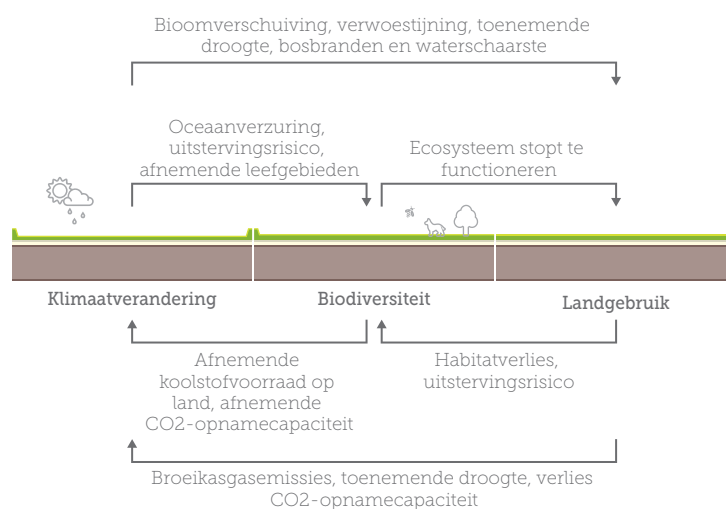 Bioomverschuiving, verwoestijning, toenemende
droogte, bosbranden en waterschaarste
Oceaanverzuring,
uitstervingsrisico,
afnemende leefgebieden
Ecosysteem stopt te
functioneren
Klimaatverandering
Biodiversiteit
Landgebruik
Afnemende
koolstofvoorraad op
land, afnemende
CO2-opnamecapaciteit
Habitatverlies,
uitstervingsrisico
Broeikasgasemissies, toenemende droogte, verlies
CO2-opnamecapaciteit